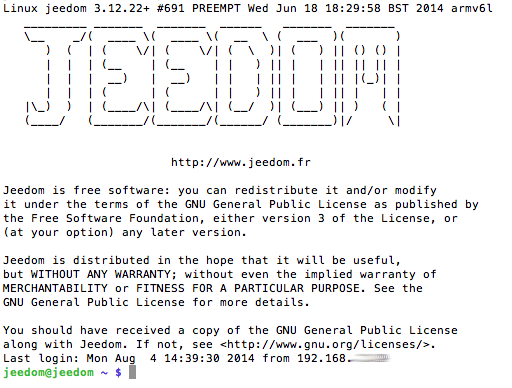 Linux jeedom 3.12.22+ #691 PREEMPT Wed Jun 18 18:29:58 BST 2014 armv6l
JEEDOM
http://www.jeedom.fr
Jeedom is free software: you can redistribute it and/or modify
it under the terms of the GNU General Public License as published by
the Free Software Foundation, either version 3 of the License, or
(at your option) any later version.
Jeedom is distributed in the hope that it will be useful,
but WITHOUT ANY WARRANTY; without even the implied warranty of
MERCHANTABILITY or FITNESS FOR A PARTICULAR PURPOSE. See the
GNU General Public License for more details.
You should have received a copy of the GNU General Public License
along with Jeedom. If not, see <http://www.gnu.org/licenses/>.
Last login: Mon Aug  4 14:39:30 2014 from 192.168.
jeedom@jeedom ~ $